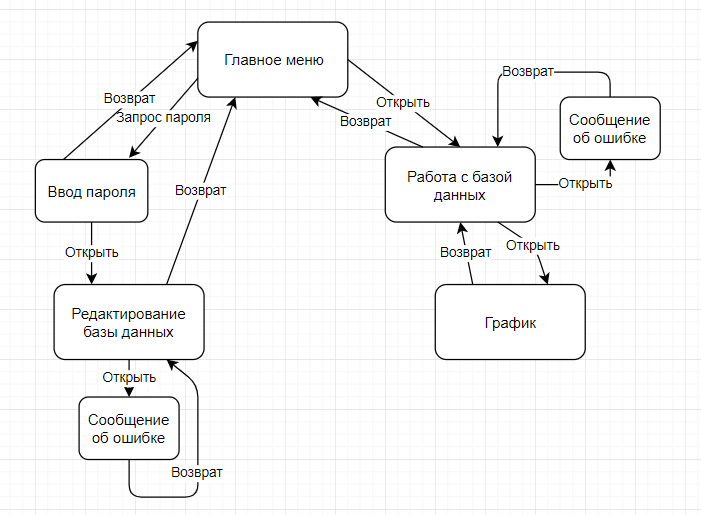 Главное меню
Возврат
Запрос пароля
Открыть
Возврат
Возврат
Сообщение
об ошибке
Открыть
Ввод пароля
Возврат
Работа с базой
данных
Открыть
Возврат
Открыть
Редактирование
базы данных
График
Открыть
Сообщение
об ошибке
Возврат